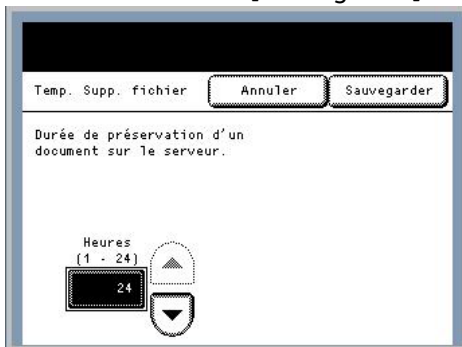 Temp. Supp. fichier Annuler Sauvegarder
Durée de préservation d'un
document sur le serveur.
Heures
(1 - 24)
24